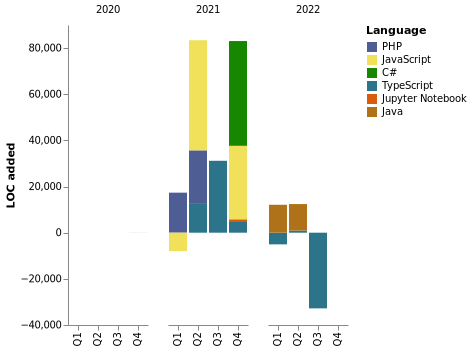 2020 2021 2022
Language
PHP
JavaScript
C#
TypeScript
Jupyter Notebook
Java
LOC added
80,000
60,000
40,000
20,000
0
−20,000
−40,000
Q1 Q2 Q3 Q4 Q1 Q2 Q3 Q4 Q1 Q2 Q3 Q4